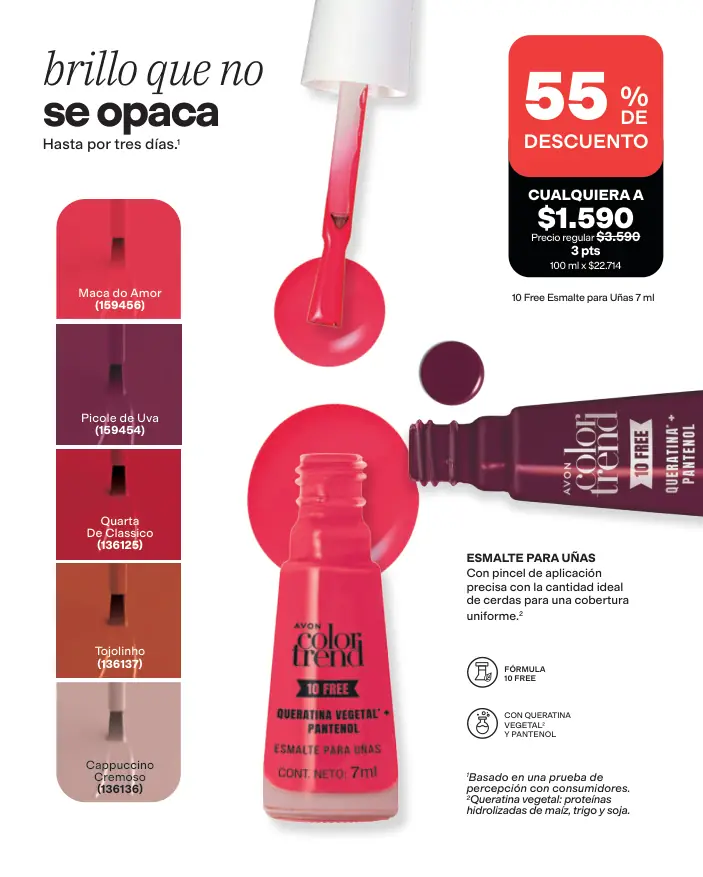 brillo que no
se opaca
Hasta por tres días.¹
55 %
DE
DESCUENTO
CUALQUIERA A
$1.590
Precio regular $3.590
3 pts
100 ml x $22.714
10 Free Esmalte para Uñas 7 ml
Maca do Amor
(159456)
Picole de Uva
(159454)
Quarta
De Classico
(136125)
Tojolinho
(136137)
Cappuccino
Cremoso
(136136)
AVON
color
trend
10 FREE
QUERATINA* +
PANTENOL
AVON
color
trend
10 FREE
QUERATINA VEGETAL* +
PANTENOL
ESMALTE PARA UÑAS
CONT. NETO: 7ml
ESMALTE PARA UÑAS
Con pincel de aplicación
precisa con la cantidad ideal
de cerdas para una cobertura
uniforme.²
FÓRMULA
10 FREE
CON QUERATINA
VEGETAL²
Y PANTENOL
¹Basado en una prueba de
percepción con consumidores.
²Queratina vegetal: proteínas
hidrolizadas de maíz, trigo y soja.